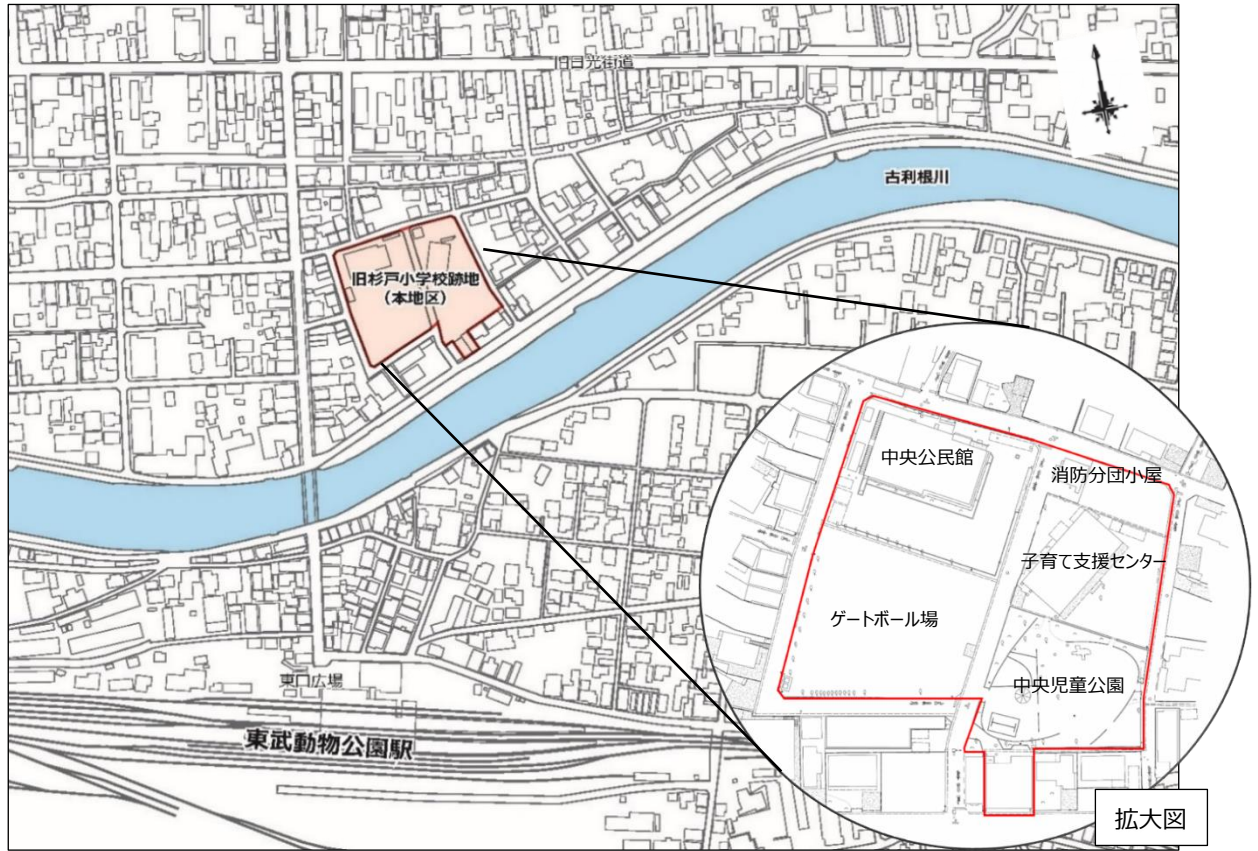 旧日光街道
古利根川
旧杉戸小学校跡地
(本地区)
中央公民館
消防分団小屋
子育て支援センター
ゲートボール場
中央児童公園
東口広場
東武動物公園駅
拡大図